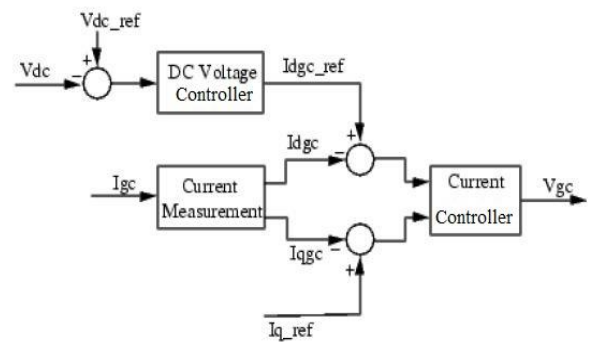 Vdc_ref
+
Vdc
−
DC Voltage
Controller
Idgc_ref
+
Idgc
−
Igc
Current
Measurement
Current
Controller
Vgc
Iqgc
−
+
Iq_ref